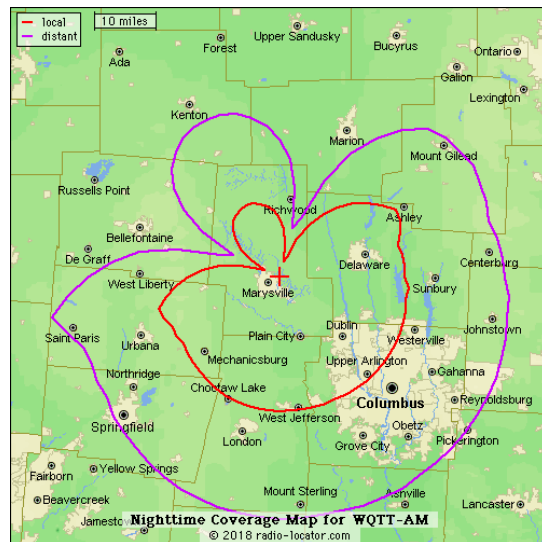 local
distant
10 miles
Upper Sandusky
Forest
Bucyrus
Ada
Ontario
Galion
Lexington
Kenton
Marion
Mount Gilead
Russells Point
Richwood
Ashley
Bellefontaine
De Graff
Delaware
Centerburg
West Liberty
Marysville
Sunbury
Saint Paris
Urbana
Plain City
Dublin
Westerville
Johnstown
Mechanicsburg
Upper Arlington
Gahanna
Northridge
Choctaw Lake
Columbus
Reynoldsburg
Springfield
West Jefferson
London
Grove City
Obetz
Pickerington
Fairborn
Yellow Springs
Beavercreek
Mount Sterling
Ashville
Lancaster
Jamestown
Nighttime Coverage Map for WQTT-AM
© 2018 radio-locator.com